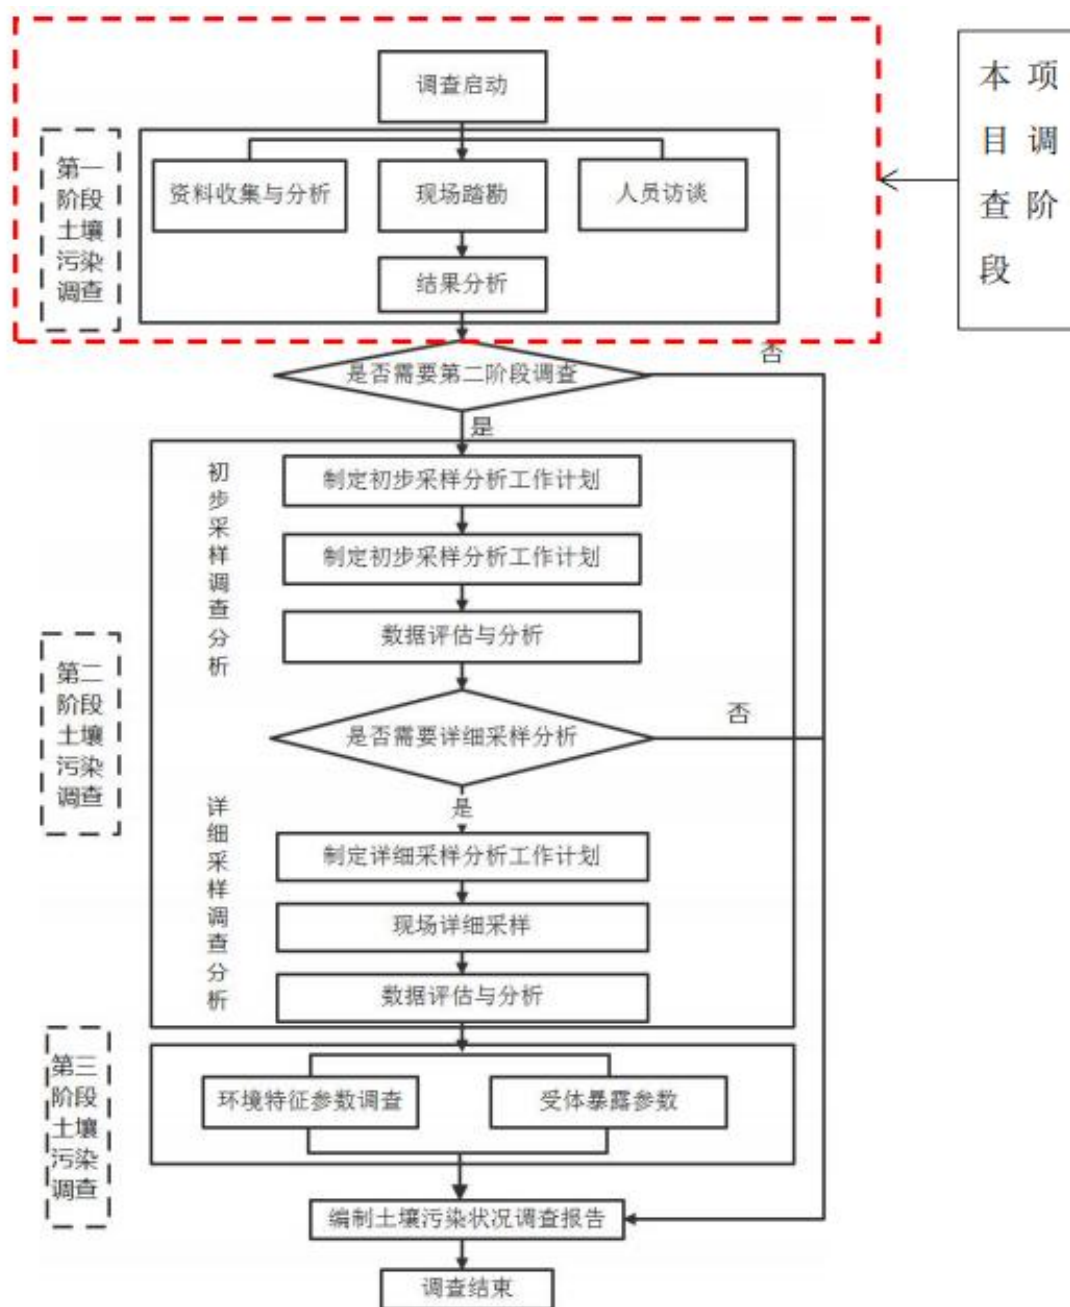 调查启动
本项
目调
查阶
段
第一
阶段
土壤
污染
调查
资料收集与分析
现场踏勘
人员访谈
结果分析
是否需要第二阶段调查
否
是
初
步
采
样
调
查
分
析
制定初步采样分析工作计划
制定初步采样分析工作计划
数据评估与分析
第二
阶段
土壤
污染
调查
是否需要详细采样分析
否
是
详
细
采
样
调
查
分
析
制定详细采样分析工作计划
现场详细采样
数据评估与分析
第三
阶段
土壤
污染
调查
环境特征参数调查
受体暴露参数
编制土壤污染状况调查报告
调查结束